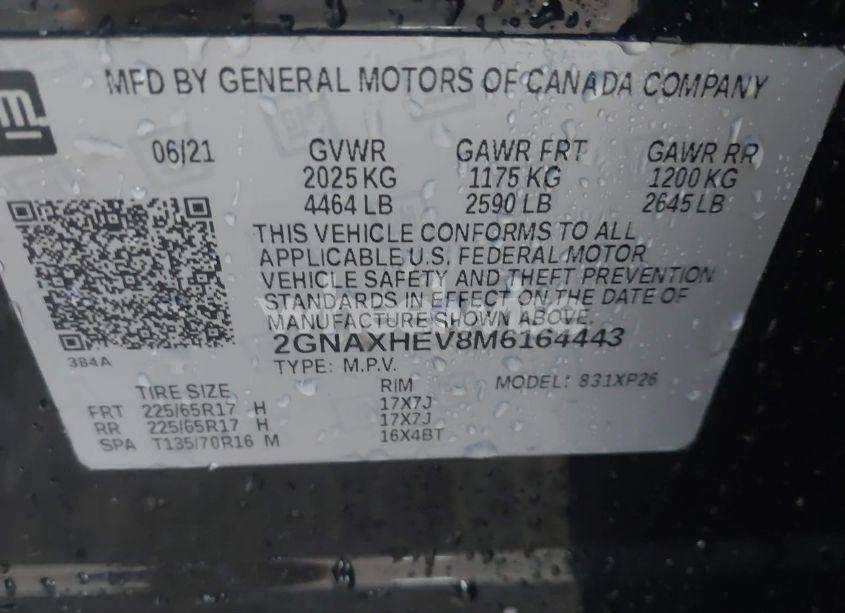 MFD BY GENERAL MOTORS OF CANADA COMPANY
gm
06/21 GVWR GAWR FRT GAWR RR
2025 KG 1175 KG 1200 KG
4464 LB 2590 LB 2645 LB
THIS VEHICLE CONFORMS TO ALL
APPLICABLE U.S. FEDERAL MOTOR
VEHICLE SAFETY AND THEFT PREVENTION
STANDARDS IN EFFECT ON THE DATE OF
MANUFACTURE SHOWN ABOVE.
2GNAXHEV8M6164443
384A
TYPE: M.P.V. MODEL: 831XP26
TIRE SIZE RIM
FRT 225/65R17 H 17X7J
RR 225/65R17 H 17X7J
SPA T135/70R16 M 16X4BT